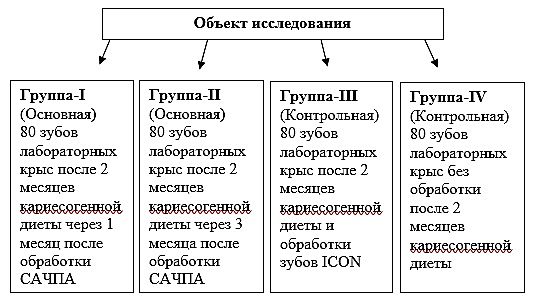 Объект исследования
Группа-I
(Основная)
80 зубов
лабораторных
крыс после 2
месяцев
кариесогенной
диеты через 1
месяц после
обработки
САЧПА
Группа-II
(Основная)
80 зубов
лабораторных
крыс после 2
месяцев
кариесогенной
диеты через 3
месяца после
обработки
САЧПА
Группа-III
(Контрольная)
80 зубов
лабораторных
крыс после 2
месяцев
кариесогенной
диеты и
обработки
зубов ICON
Группа-IV
(Контрольная)
80 зубов
лабораторных
крыс без
обработки
после 2
месяцев
кариесогенной
диеты